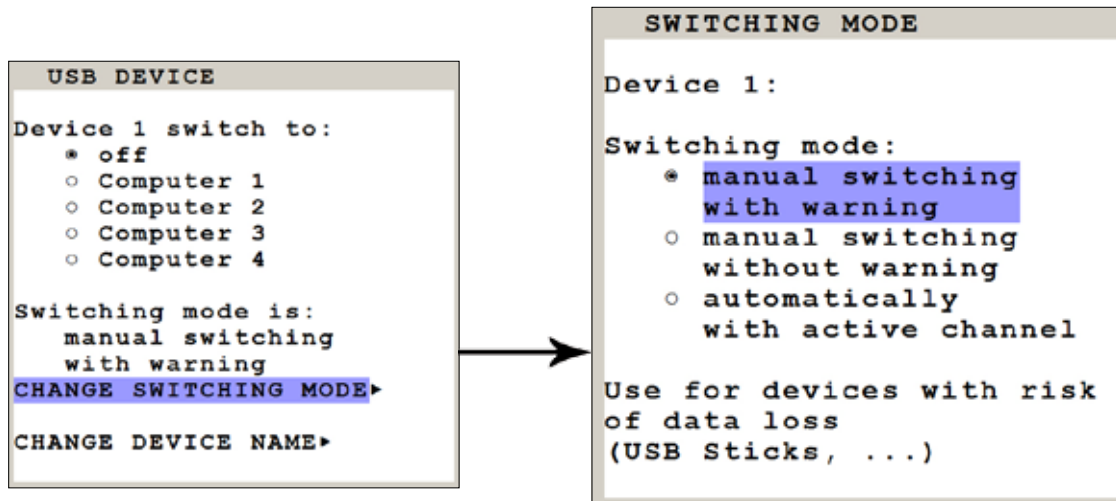 USB DEVICE
Device 1 switch to:
off
Computer 1
Computer 2
Computer 3
Computer 4
Switching mode is:
manual switching
with warning
CHANGE SWITCHING MODE
CHANGE DEVICE NAME
SWITCHING MODE
Device 1:
Switching mode:
manual switching
with warning
manual switching
without warning
automatically
with active channel
Use for devices with risk
of data loss
(USB Sticks, ...)